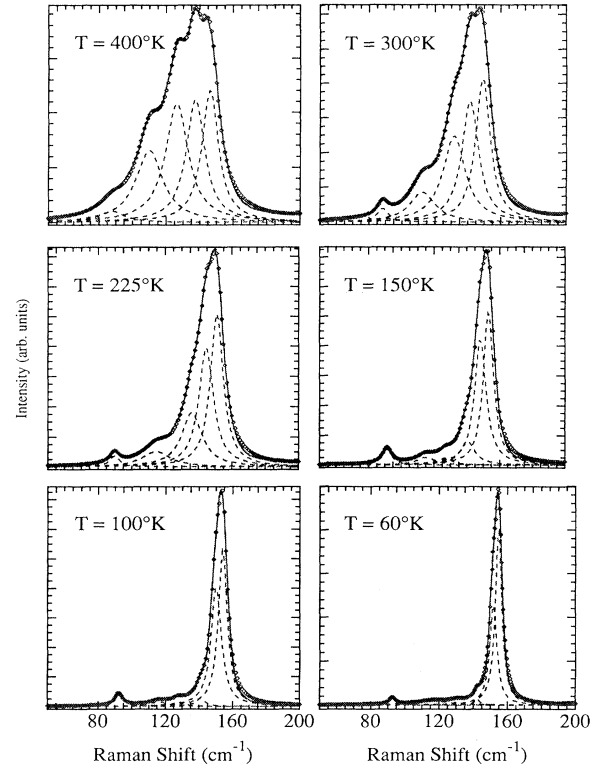 T = 400°K
T = 300°K
T = 225°K
T = 150°K
Intensity (arb. units)
T = 100°K
T = 60°K
80 120 160 200 80 120 160 200
Raman Shift (cm⁻¹) Raman Shift (cm⁻¹)